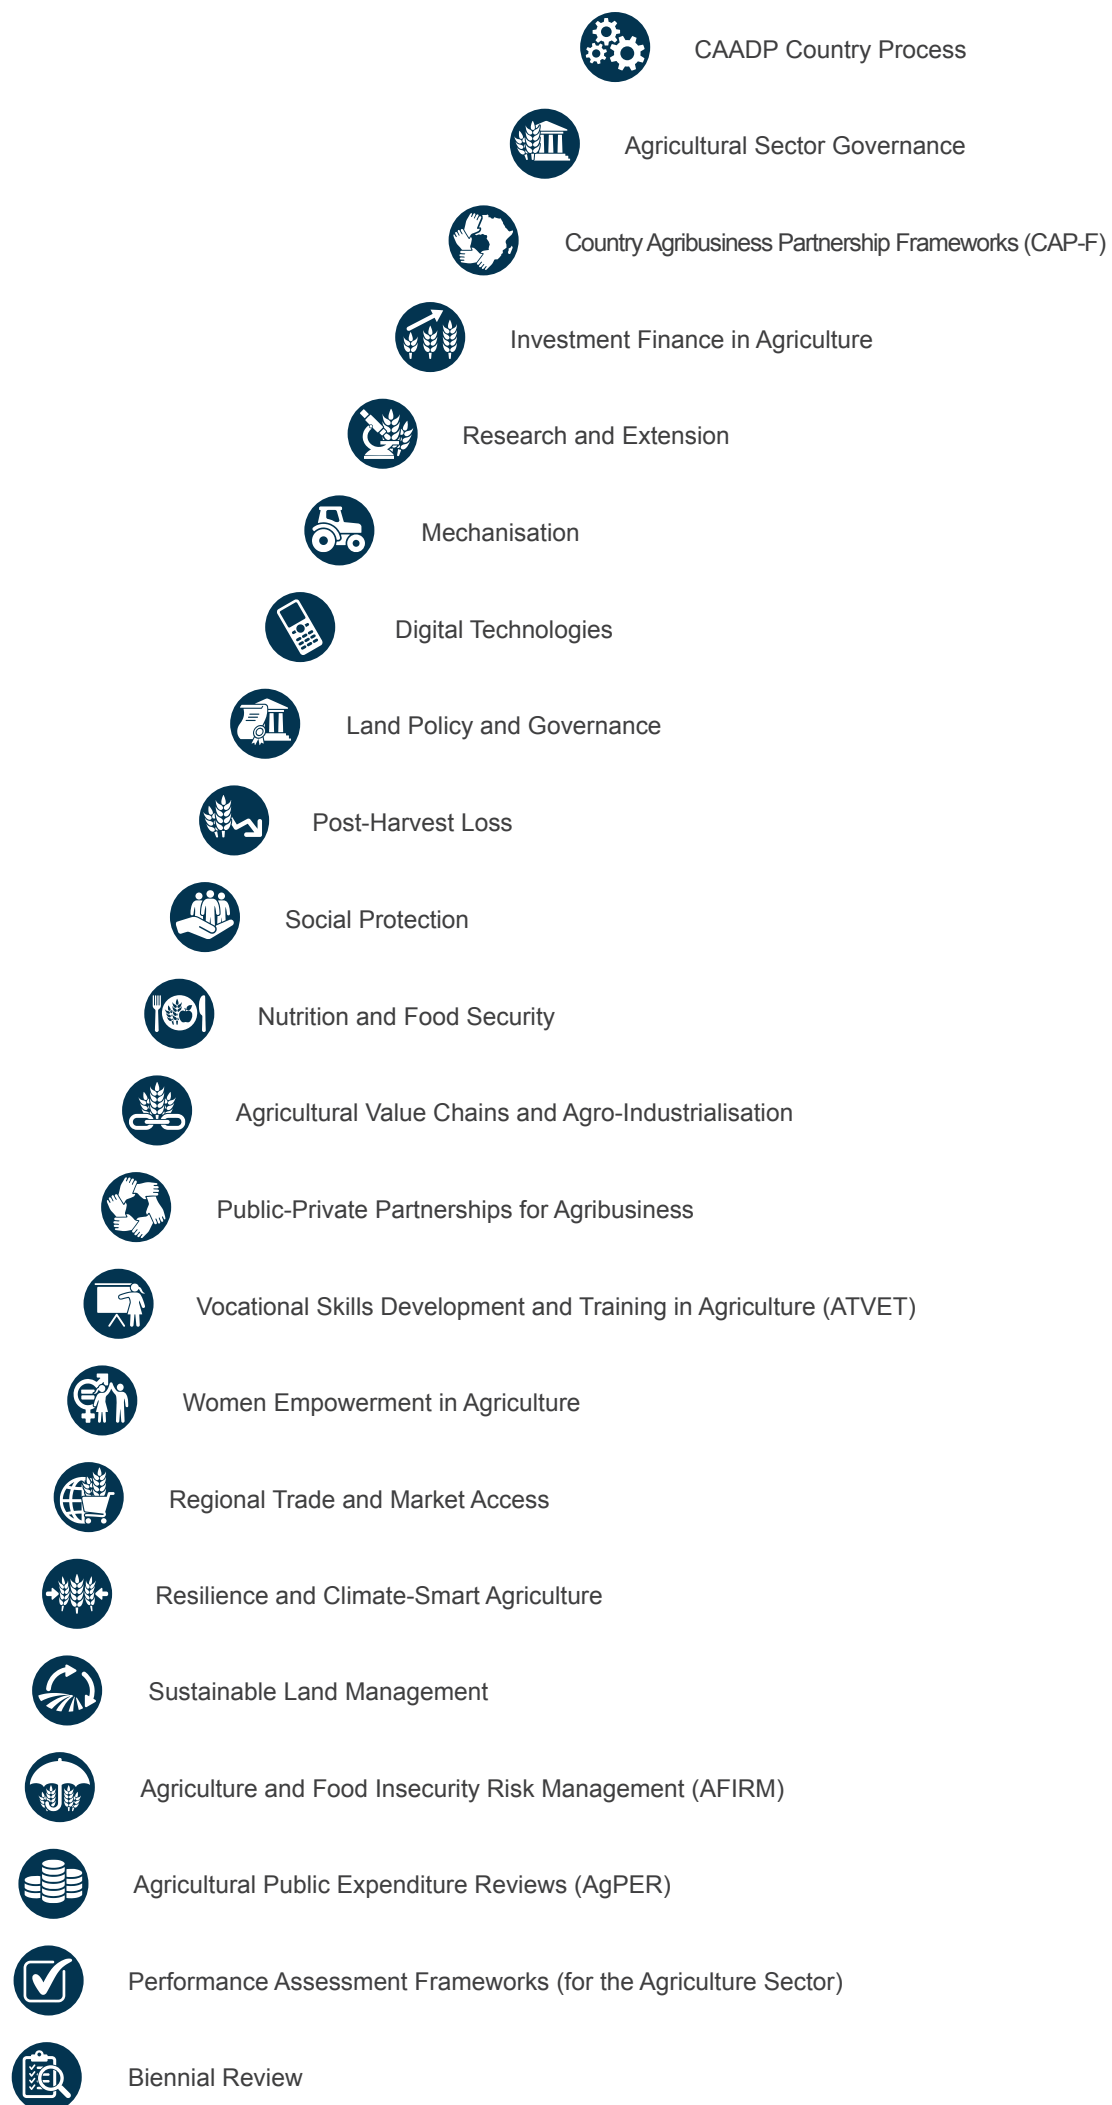 CAADP Country Process
Agricultural Sector Governance
Country Agribusiness Partnership Frameworks (CAP-F)
Investment Finance in Agriculture
Research and Extension
Mechanisation
Digital Technologies
Land Policy and Governance
Post-Harvest Loss
Social Protection
Nutrition and Food Security
Agricultural Value Chains and Agro-Industrialisation
Public-Private Partnerships for Agribusiness
Vocational Skills Development and Training in Agriculture (ATVET)
Women Empowerment in Agriculture
Regional Trade and Market Access
Resilience and Climate-Smart Agriculture
Sustainable Land Management
Agriculture and Food Insecurity Risk Management (AFIRM)
Agricultural Public Expenditure Reviews (AgPER)
Performance Assessment Frameworks (for the Agriculture Sector)
Biennial Review